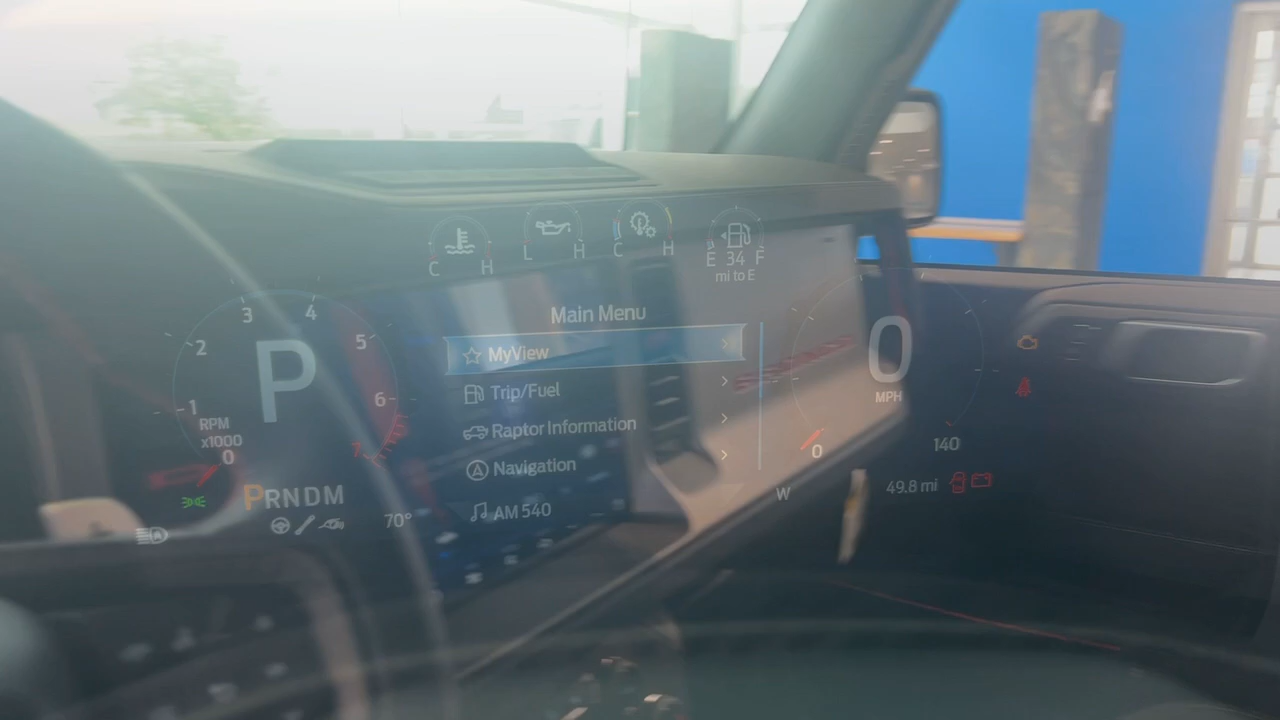 C H
L H
C H
E 34 F
mi to E
Main Menu
MyView
Trip/Fuel
Raptor Information
Navigation
AM 540
P
0 1 2 3 4 5 6 7
RPM
x1000
PRNDM
70°
W
0
MPH
0
140
49.8 mi